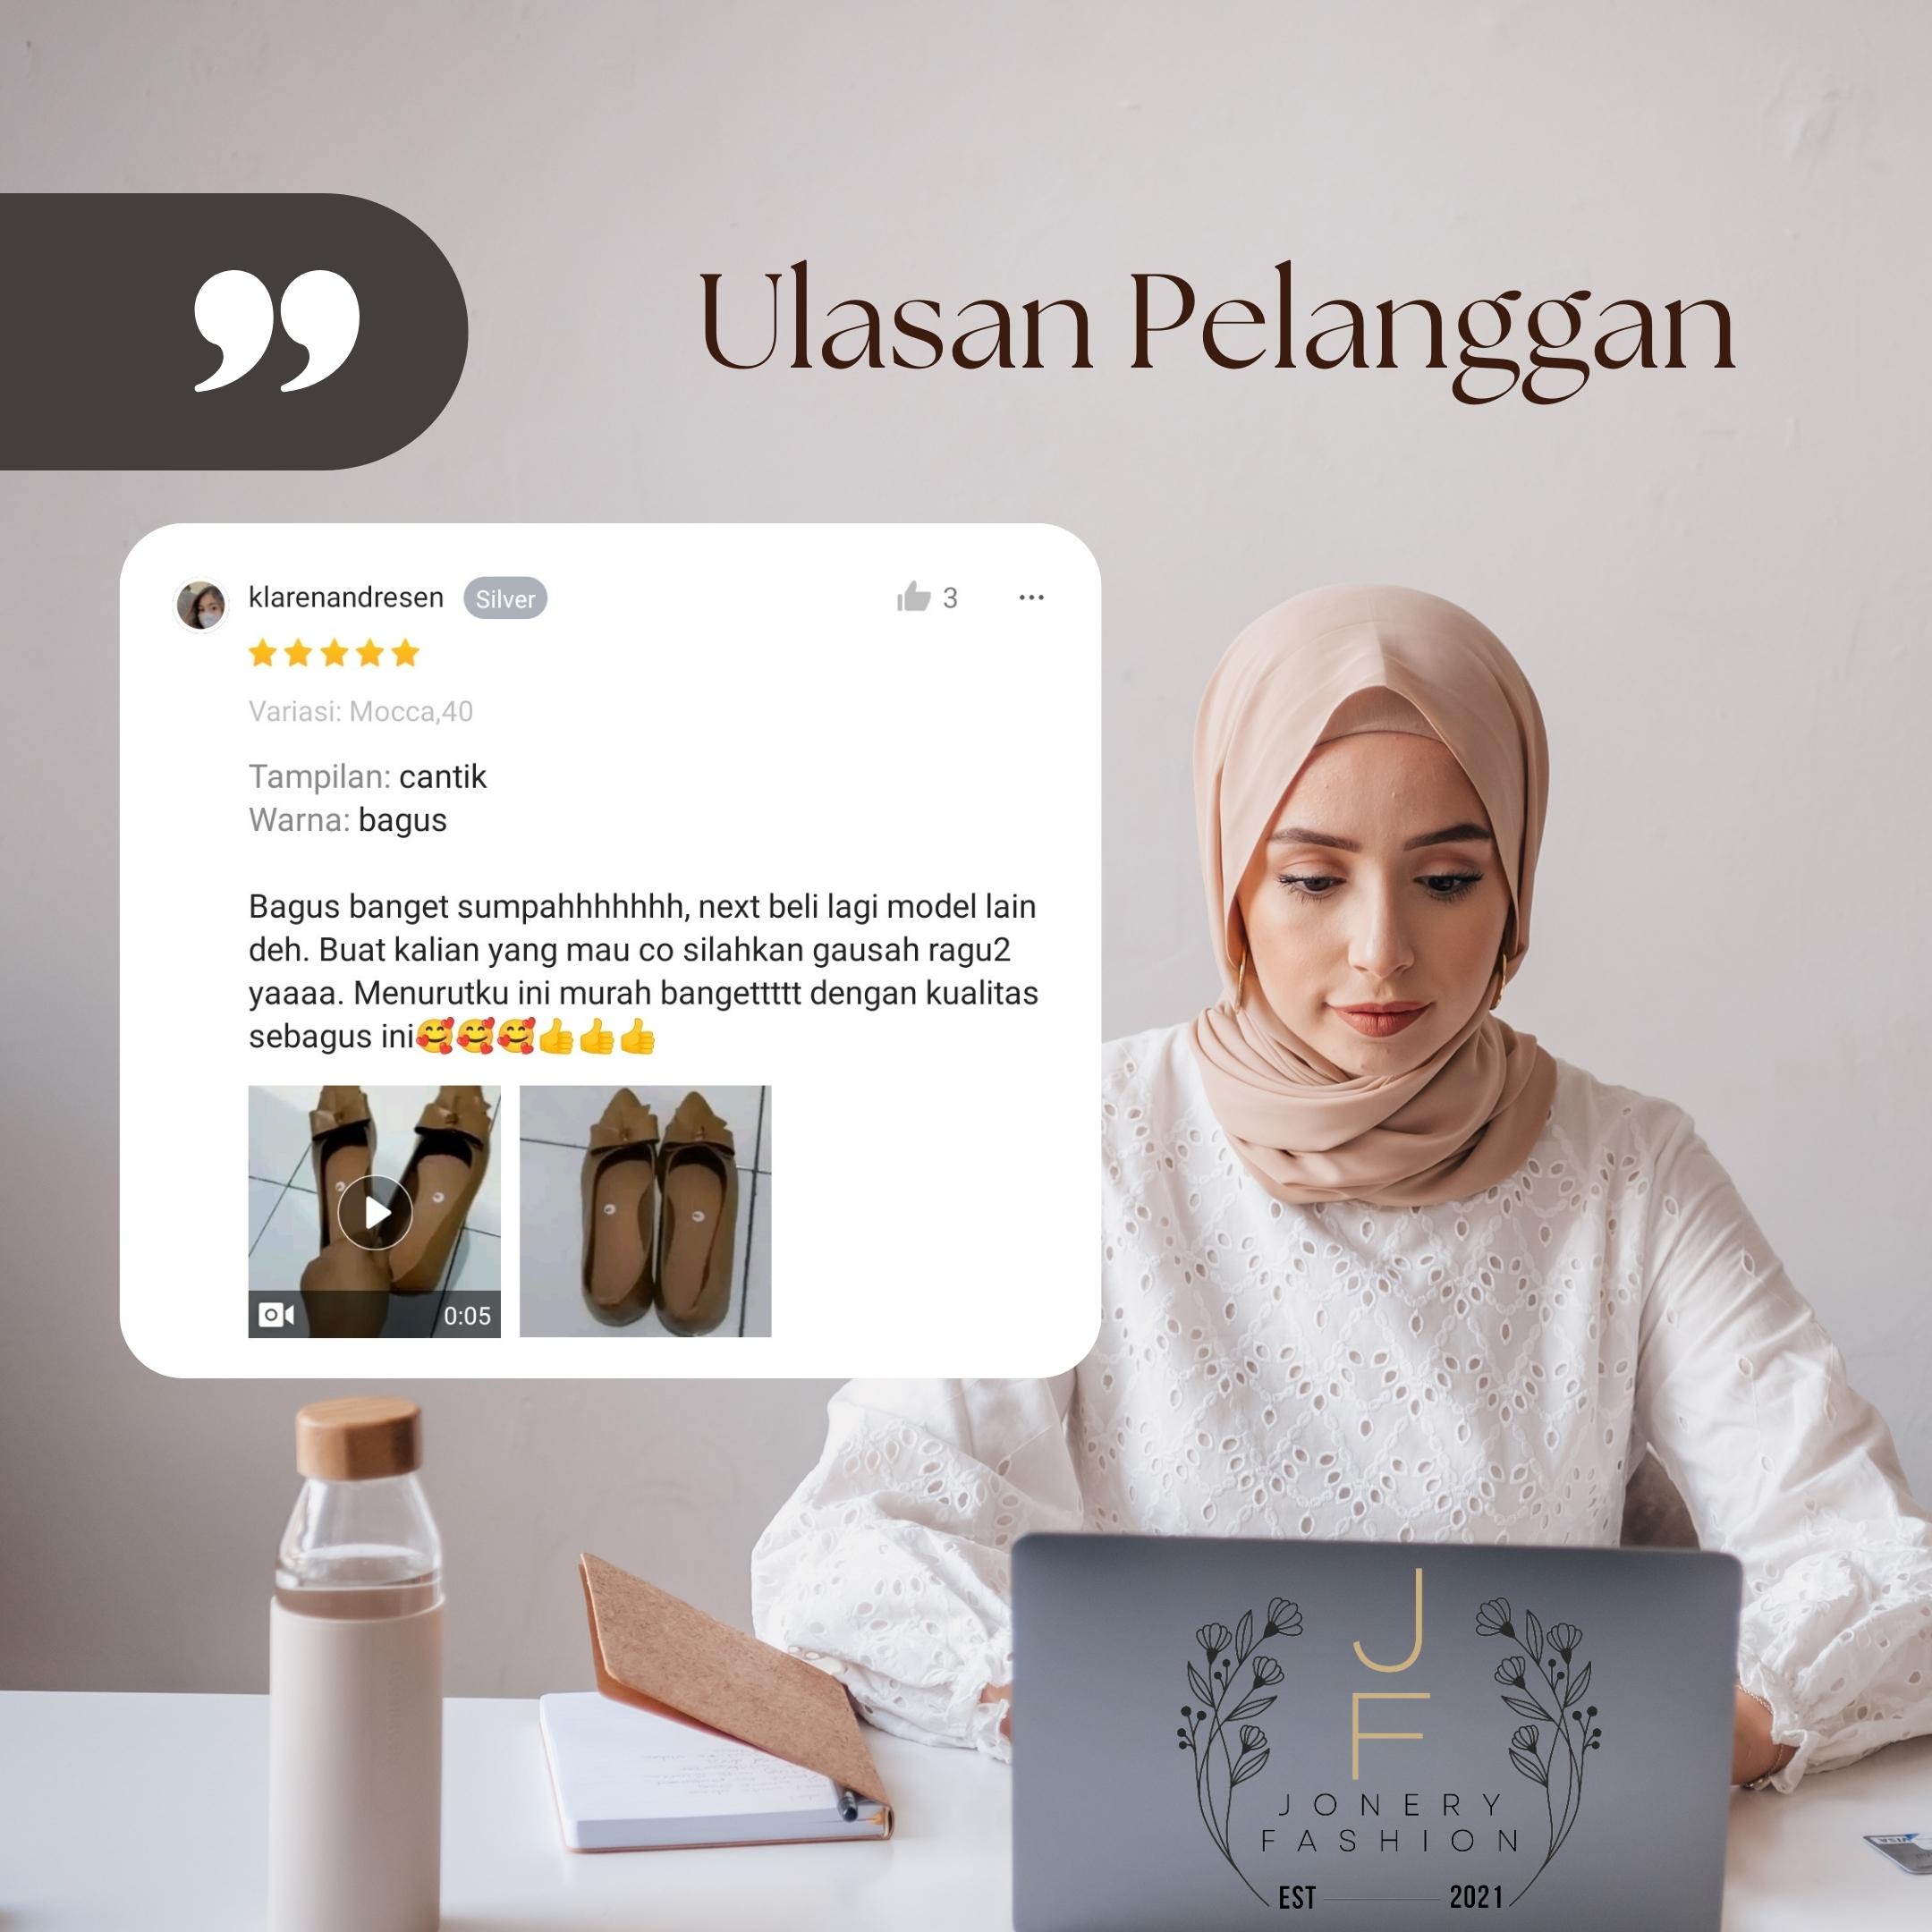 Ulasan Pelanggan
klarenandresen Silver 3
Variasi: Mocca,40
Tampilan: cantik
Warna: bagus
Bagus banget sumpahhhhhhh, next beli lagi model lain
deh. Buat kalian yang mau co silahkan gausah ragu2
yaaaa. Menurutku ini murah bangettttt dengan kualitas
sebagus ini🥰🥰🥰👍👍👍
0:05
J
F
JONERY
FASHION
EST 2021
VISA